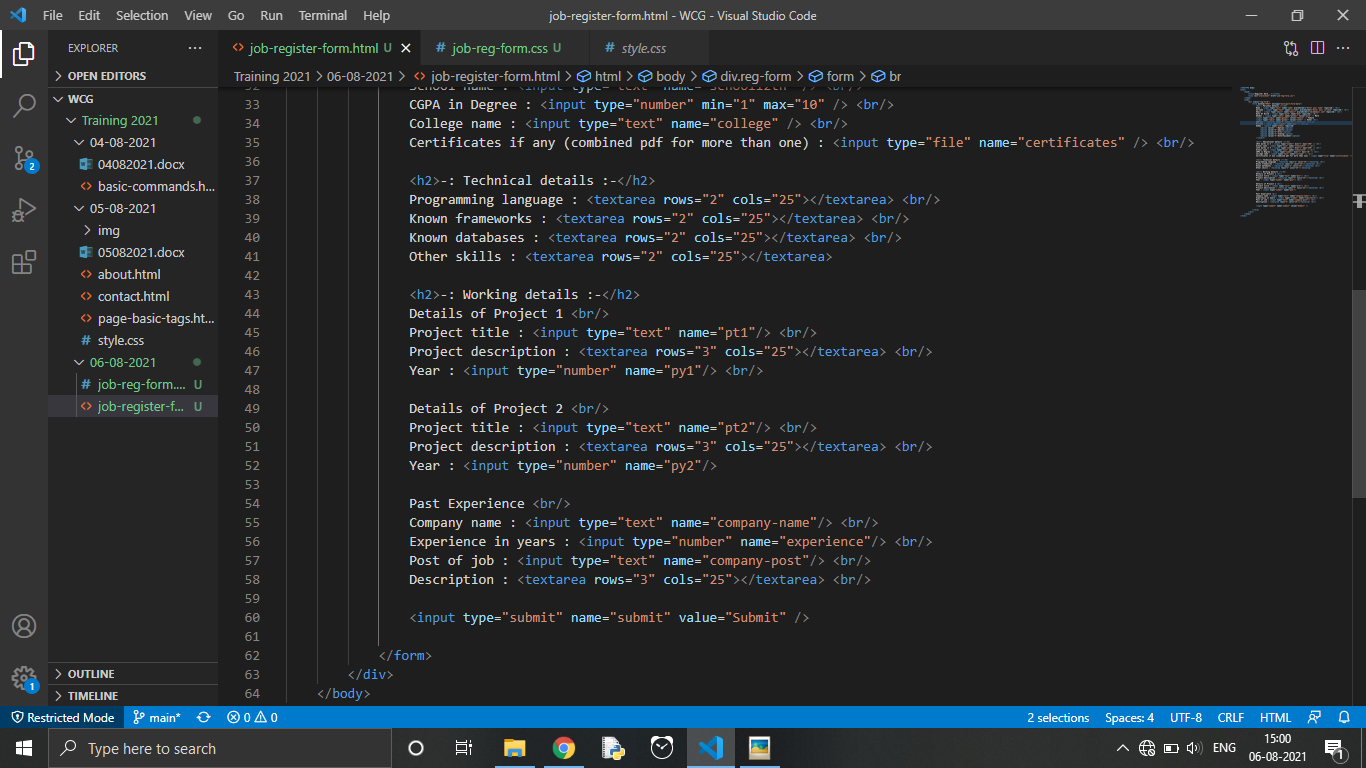 File Edit Selection View Go Run Terminal Help
job-register-form.html - WCG - Visual Studio Code
EXPLORER
OPEN EDITORS
WCG
Training 2021
04-08-2021
04082021.docx
basic-commands.h...
05-08-2021
img
05082021.docx
about.html
contact.html
page-basic-tags.ht...
style.css
06-08-2021
job-reg-form.... U
job-register-f... U
OUTLINE
TIMELINE
job-register-form.html U
job-reg-form.css U
style.css
Training 2021 > 06-08-2021 > job-register-form.html > html > body > div.reg-form > form > br
33 CGPA in Degree : <input type="number" min="1" max="10" /> <br/>
34 College name : <input type="text" name="college" /> <br/>
35 Certificates if any (combined pdf for more than one) : <input type="file" name="certificates" /> <br/>
36
37 <h2>-: Technical details :-</h2>
38 Programming language : <textarea rows="2" cols="25"></textarea> <br/>
39 Known frameworks : <textarea rows="2" cols="25"></textarea> <br/>
40 Known databases : <textarea rows="2" cols="25"></textarea> <br/>
41 Other skills : <textarea rows="2" cols="25"></textarea>
42
43 <h2>-: Working details :-</h2>
44 Details of Project 1 <br/>
45 Project title : <input type="text" name="pt1"/> <br/>
46 Project description : <textarea rows="3" cols="25"></textarea> <br/>
47 Year : <input type="number" name="py1"/> <br/>
48
49 Details of Project 2 <br/>
50 Project title : <input type="text" name="pt2"/> <br/>
51 Project description : <textarea rows="3" cols="25"></textarea> <br/>
52 Year : <input type="number" name="py2"/>
53
54 Past Experience <br/>
55 Company name : <input type="text" name="company-name"/> <br/>
56 Experience in years : <input type="number" name="experience"/> <br/>
57 Post of job : <input type="text" name="company-post"/> <br/>
58 Description : <textarea rows="3" cols="25"></textarea> <br/>
59
60 <input type="submit" name="submit" value="Submit" />
61
62 </form>
63 </div>
64 </body>
2
1
Restricted Mode main* 0 0 2 selections Spaces: 4 UTF-8 CRLF HTML
Type here to search
ENG
15:00
06-08-2021
1